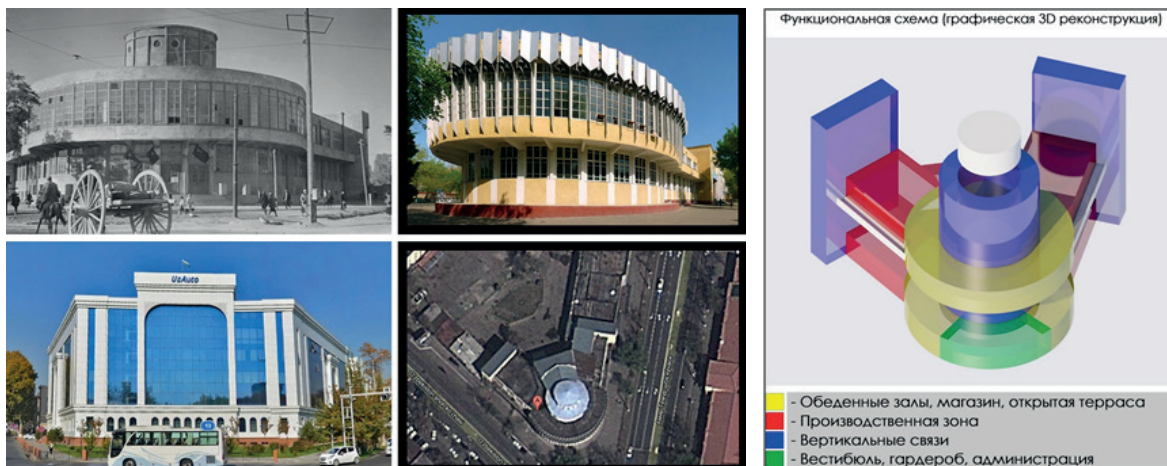 UzAuto
Функциональная схема (графическая 3D реконструкция)
- Обеденные залы, магазин, открытая терраса
- Производственная зона
- Вертикальные связи
- Вестибюль, гардероб, администрация